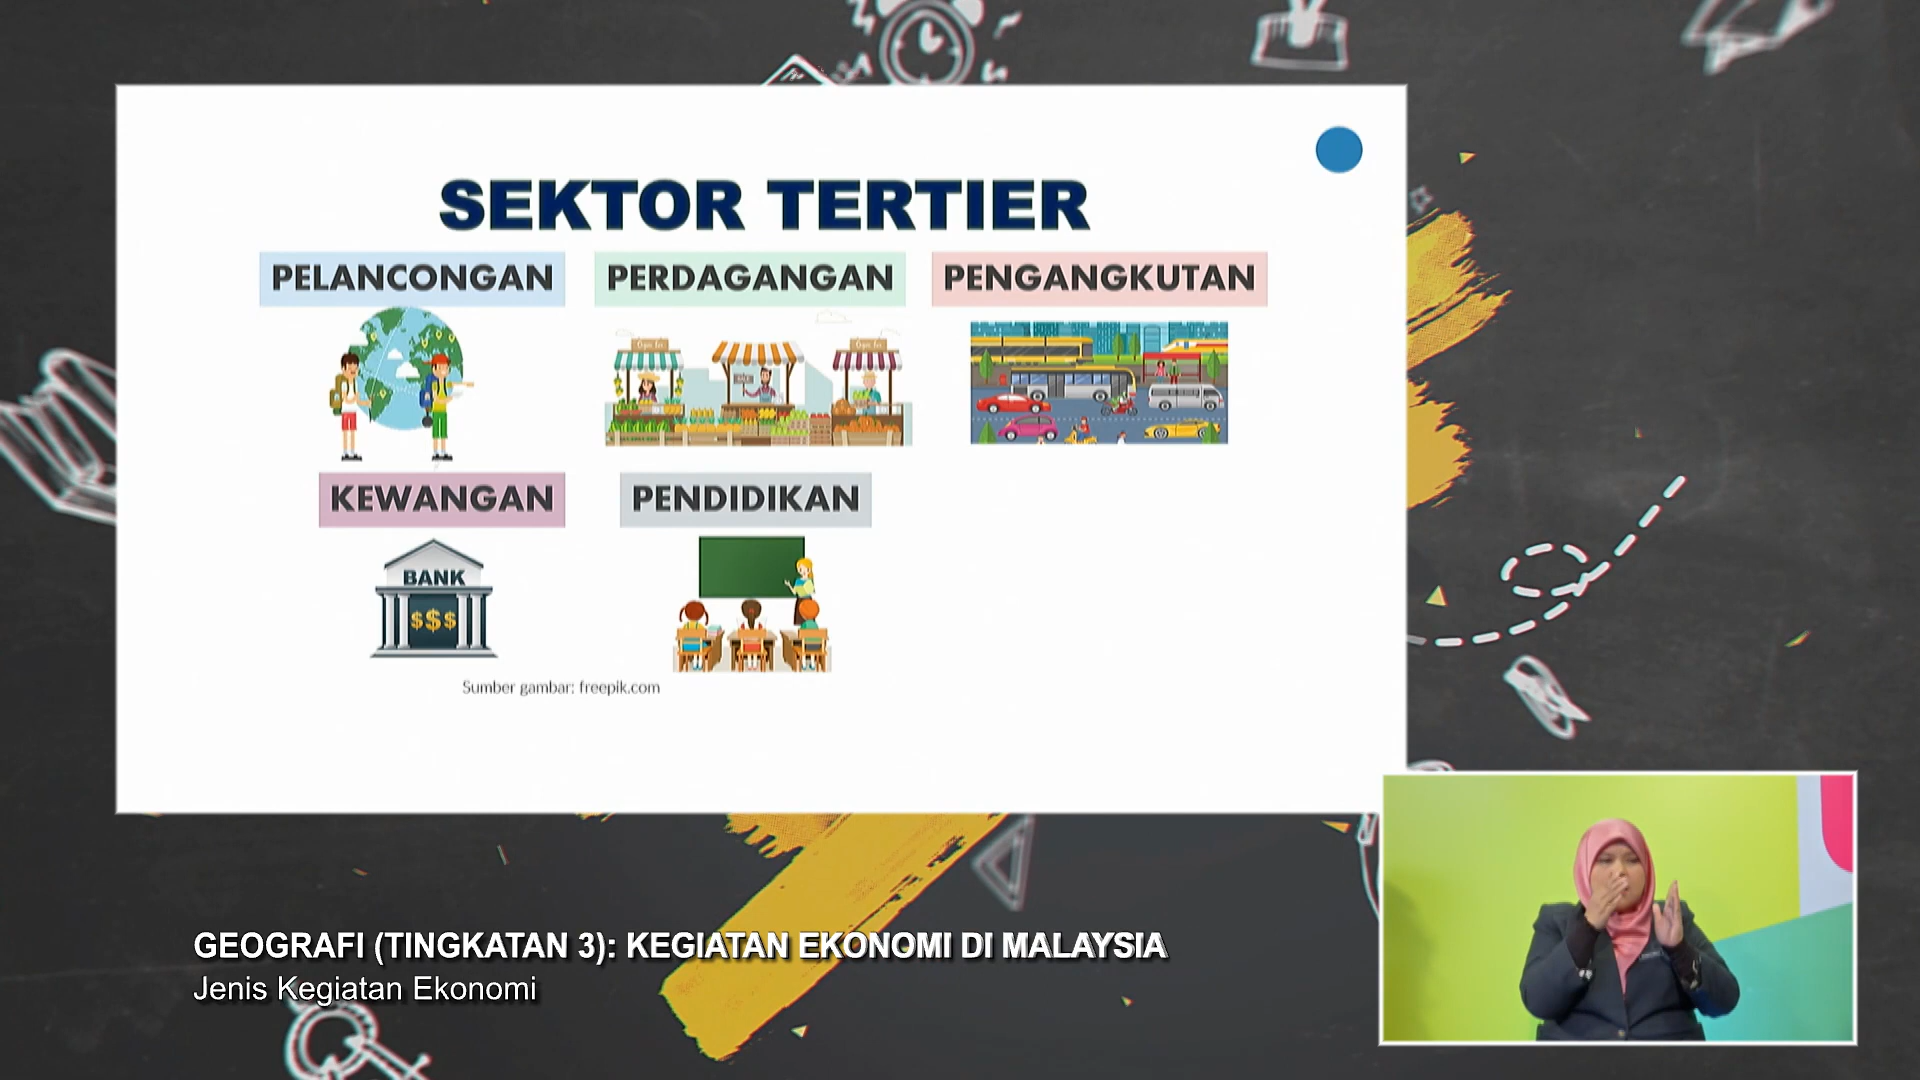 SEKTOR TERTIER
PELANCONGAN
PERDAGANGAN
PENGANGKUTAN
KEWANGAN
PENDIDIKAN
BANK
$$$
Sumber gambar: freepik.com
GEOGRAFI (TINGKATAN 3): KEGIATAN EKONOMI DI MALAYSIA
Jenis Kegiatan Ekonomi